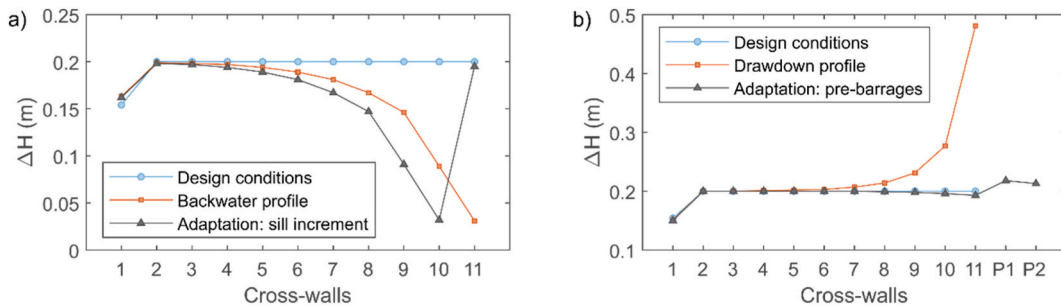 a)
0.25
0.2
0.15
0.1
0.05
0
ΔH (m)
Design conditions
Backwater profile
Adaptation: sill increment
1 2 3 4 5 6 7 8 9 10 11
Cross-walls
b)
0.5
0.4
0.3
0.2
0.1
ΔH (m)
Design conditions
Drawdown profile
Adaptation: pre-barrages
1 2 3 4 5 6 7 8 9 10 11 P1 P2
Cross-walls